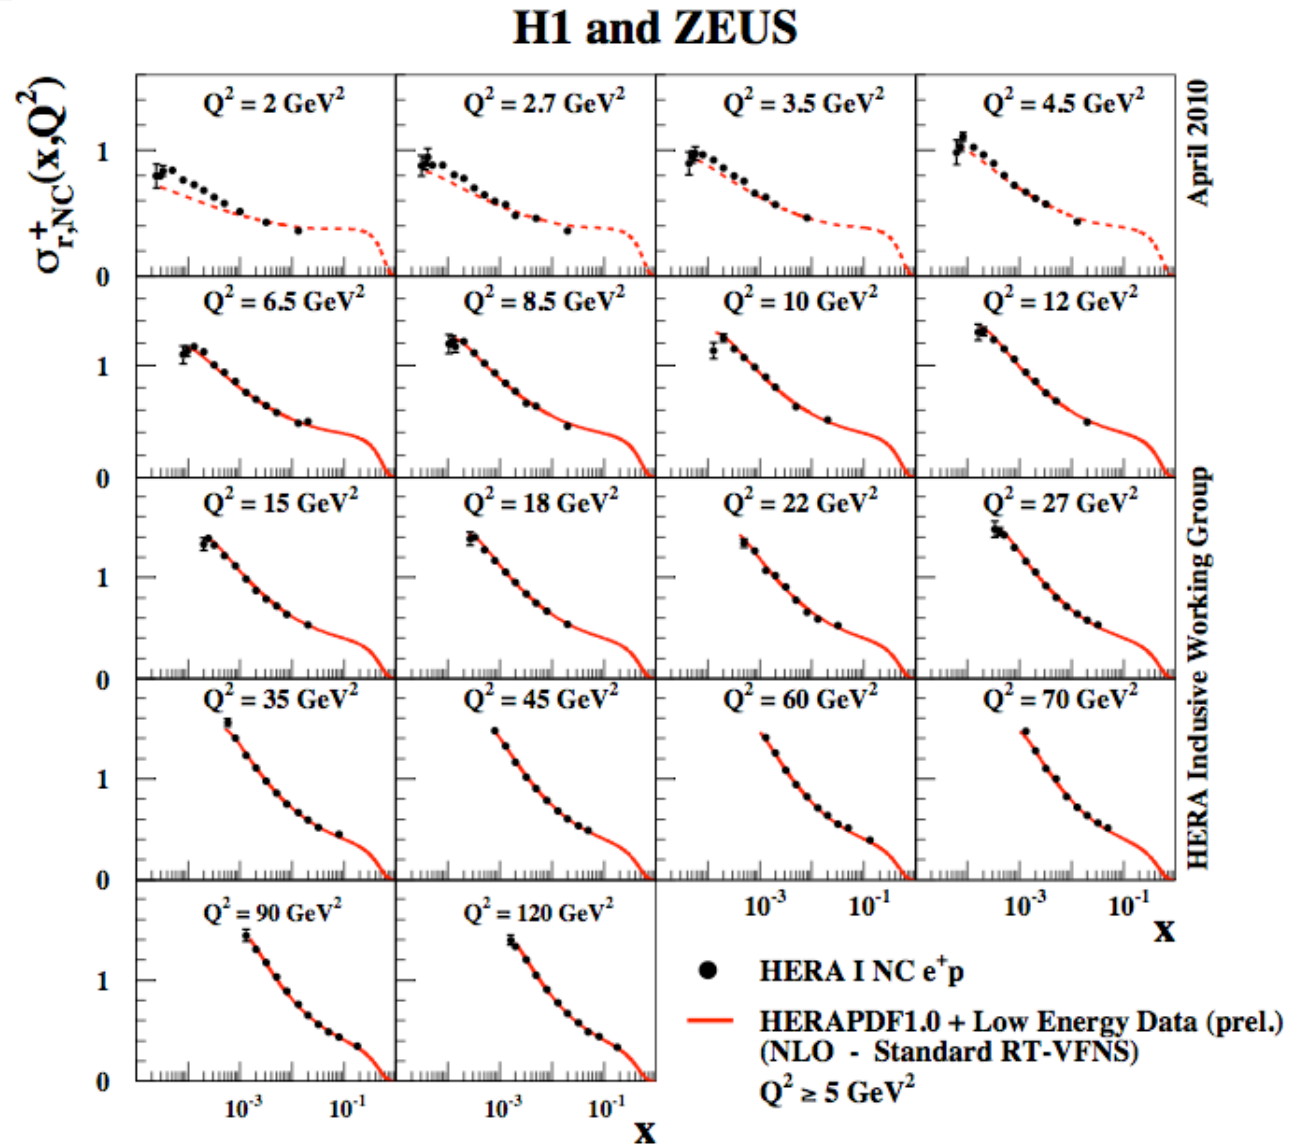 H1 and ZEUS
σ⁺r,NC(x,Q²)
Q² = 2 GeV²
Q² = 2.7 GeV²
Q² = 3.5 GeV²
Q² = 4.5 GeV²
1
0
Q² = 6.5 GeV²
Q² = 8.5 GeV²
Q² = 10 GeV²
Q² = 12 GeV²
1
0
Q² = 15 GeV²
Q² = 18 GeV²
Q² = 22 GeV²
Q² = 27 GeV²
1
0
Q² = 35 GeV²
Q² = 45 GeV²
Q² = 60 GeV²
Q² = 70 GeV²
1
0
Q² = 90 GeV²
Q² = 120 GeV²
1
0
10⁻³ 10⁻¹
10⁻³ 10⁻¹
x
10⁻³ 10⁻¹
10⁻³ 10⁻¹
x
HERA I NC e⁺p
HERAPDF1.0 + Low Energy Data (prel.)
(NLO - Standard RT-VFNS)
Q² ≥ 5 GeV²
April 2010
HERA Inclusive Working Group